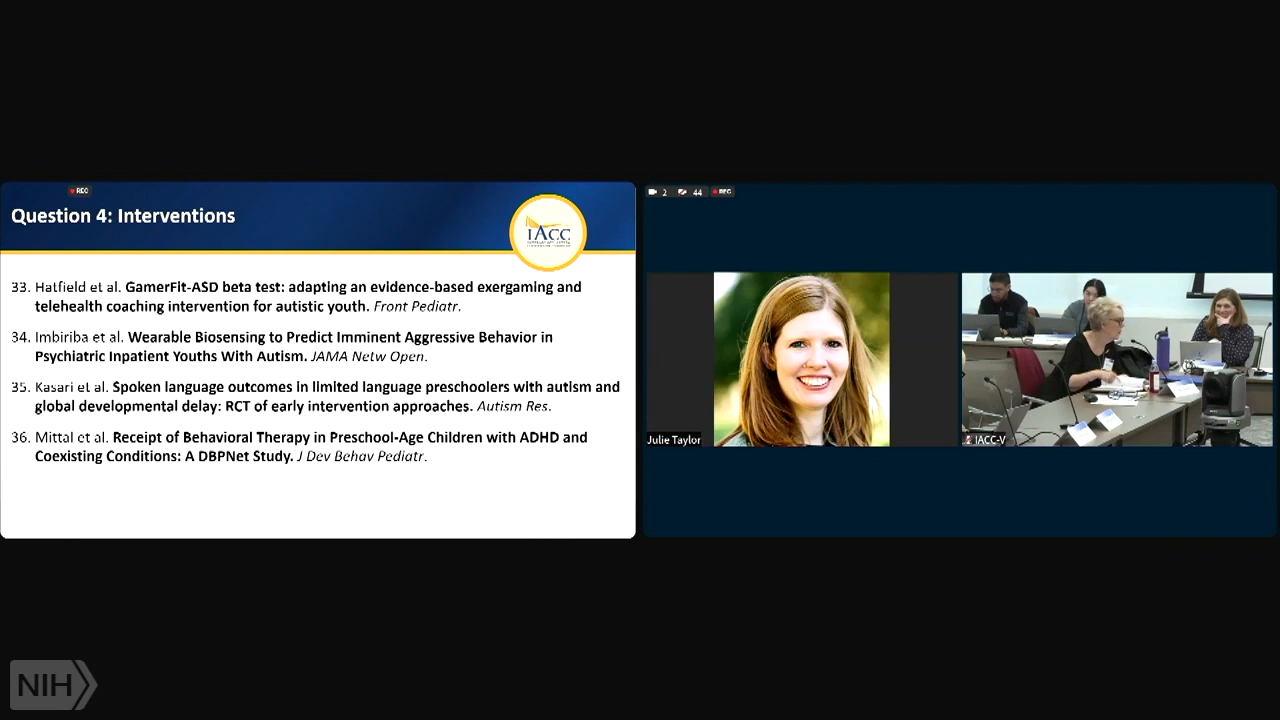 REC
Question 4: Interventions
IACC
33. Hatfield et al. GamerFit-ASD beta test: adapting an evidence-based exergaming and
telehealth coaching intervention for autistic youth. Front Pediatr.
34. Imbiriba et al. Wearable Biosensing to Predict Imminent Aggressive Behavior in
Psychiatric Inpatient Youths With Autism. JAMA Netw Open.
35. Kasari et al. Spoken language outcomes in limited language preschoolers with autism and
global developmental delay: RCT of early intervention approaches. Autism Res.
36. Mittal et al. Receipt of Behavioral Therapy in Preschool-Age Children with ADHD and
Coexisting Conditions: A DBPNet Study. J Dev Behav Pediatr.
2 44 REC
Julie Taylor
IACC-V
NIH